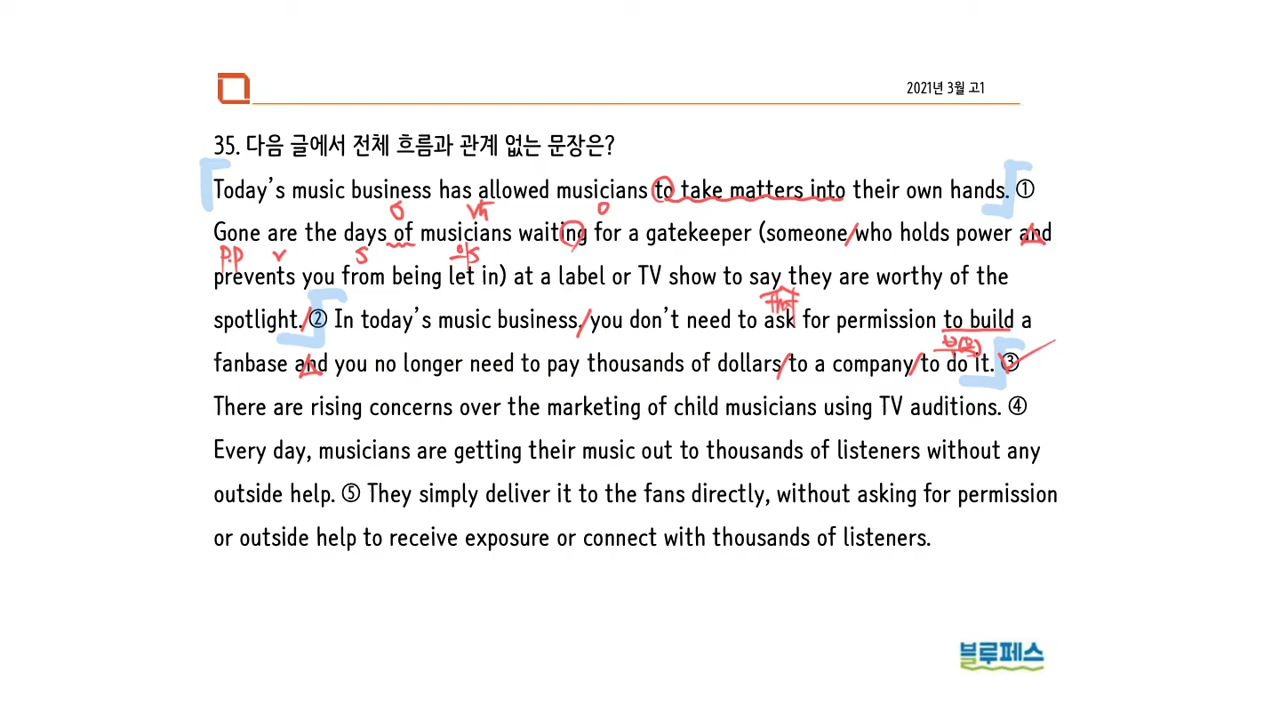 2021년 3월 고1
35. 다음 글에서 전체 흐름과 관계 없는 문장은?
Today's music business has allowed musicians to take matters into their own hands. ①
Gone are the days of musicians waiting for a gatekeeper (someone who holds power and
p.p v s
prevents you from being let in) at a label or TV show to say they are worthy of the
that
spotlight. ② In today's music business, you don't need to ask for permission to build a
fanbase and you no longer need to pay thousands of dollars to a company to do it. ③
There are rising concerns over the marketing of child musicians using TV auditions. ④
Every day, musicians are getting their music out to thousands of listeners without any
outside help. ⑤ They simply deliver it to the fans directly, without asking for permission
or outside help to receive exposure or connect with thousands of listeners.
블루페스